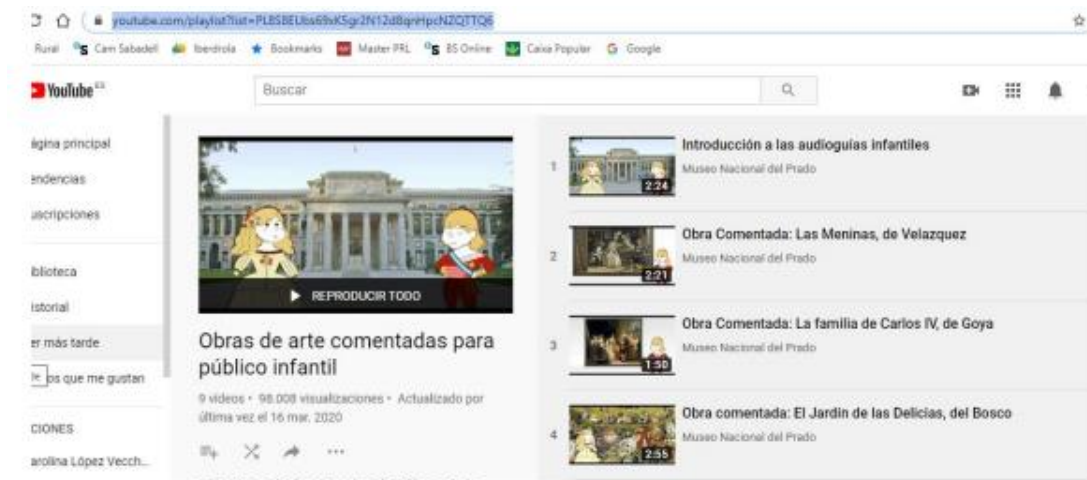 youtube.com/playlist?list=PLBSBEUbs69xK5gr2N12d8qnHpcNZQTTQ6
Rural Cam Sabadell Iberdrola Bookmarks Master PRL BS Online Caixa Popular Google
YouTube ES
Buscar
ágina principal
endencias
uscripciones
iblioteca
istorial
er más tarde
os que me gustan
CIONES
arolina López Vecch...
REPRODUCIR TODO
Obras de arte comentadas para
público infantil
9 vídeos • 98.008 visualizaciones • Actualizado por
última vez el 16 mar. 2020
1
Introducción a las audioguías infantiles
Museo Nacional del Prado
2:24
2
Obra Comentada: Las Meninas, de Velazquez
Museo Nacional del Prado
2:21
3
Obra Comentada: La familia de Carlos IV, de Goya
Museo Nacional del Prado
1:50
4
Obra comentada: El Jardín de las Delicias, del Bosco
Museo Nacional del Prado
2:55